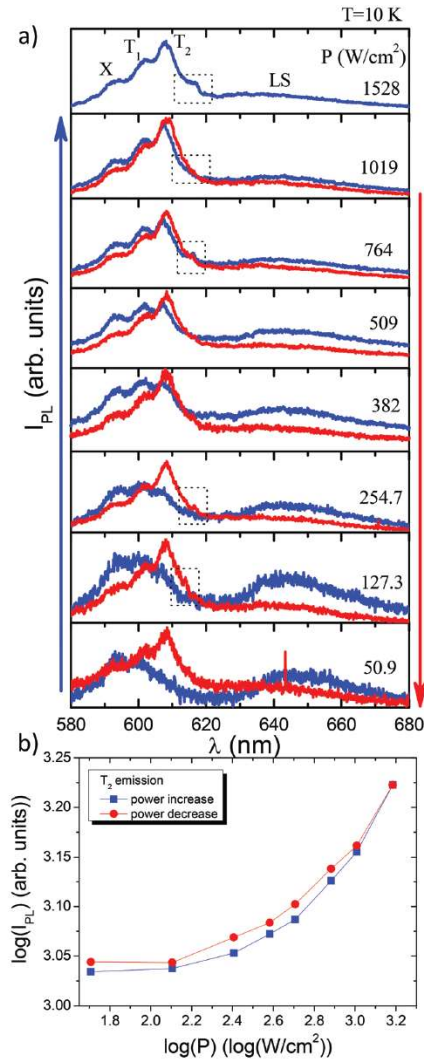 T=10 K
a)
X T₁ T₂ LS P (W/cm²)
1528
1019
764
509
382
254.7
127.3
50.9
I_PL (arb. units)
580 600 620 640 660 680
λ (nm)
b)
3.25
3.20
3.15
3.10
3.05
3.00
T₂ emission
power increase
power decrease
log(I_PL) (arb. units))
1.8 2.0 2.2 2.4 2.6 2.8 3.0 3.2
log(P) (log(W/cm²))